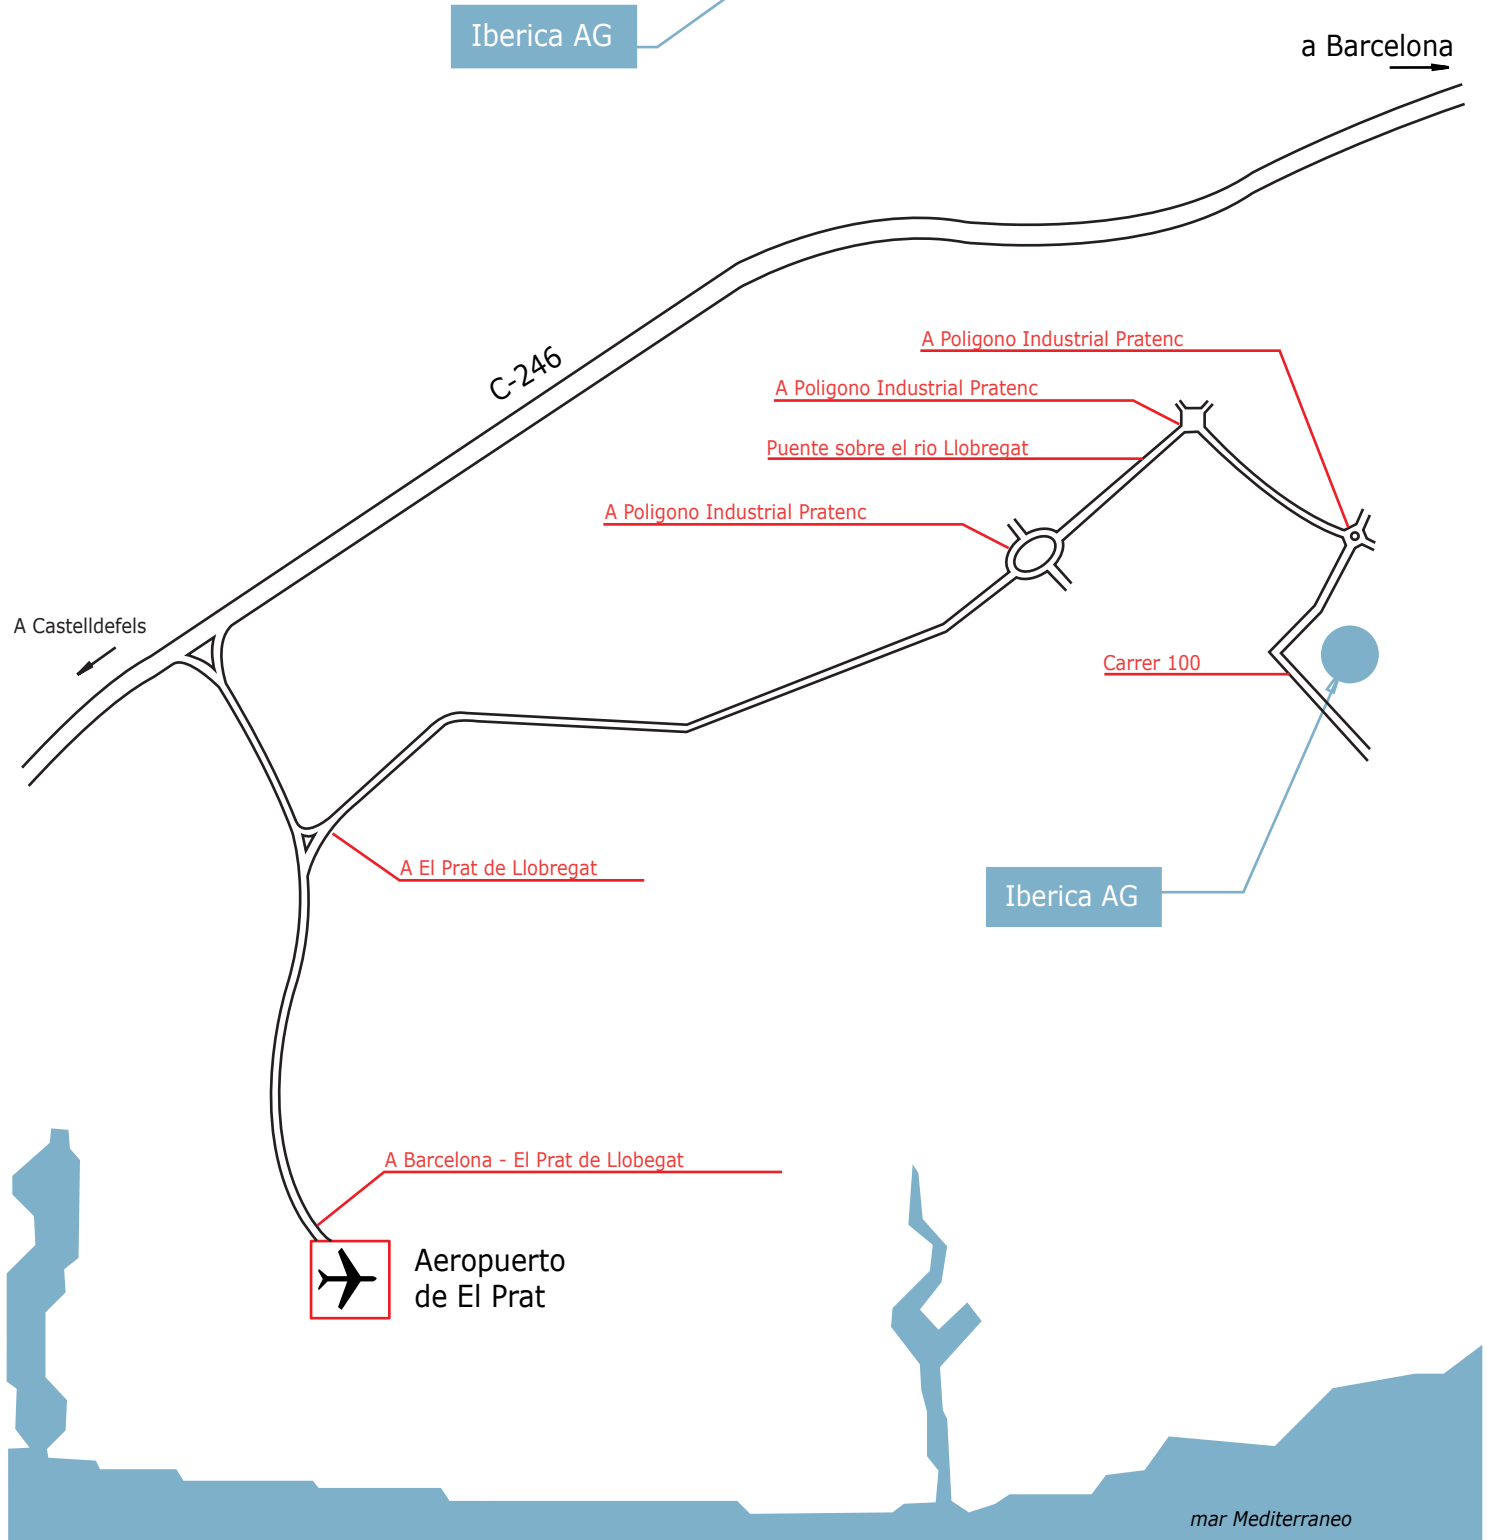 Iberica AG
a Barcelona
C-246
A Poligono Industrial Pratenc
A Poligono Industrial Pratenc
Puente sobre el rio Llobregat
A Poligono Industrial Pratenc
A Castelldefels
Carrer 100
A El Prat de Llobregat
Iberica AG
A Barcelona - El Prat de Llobegat
Aeropuerto
de El Prat
mar Mediterraneo